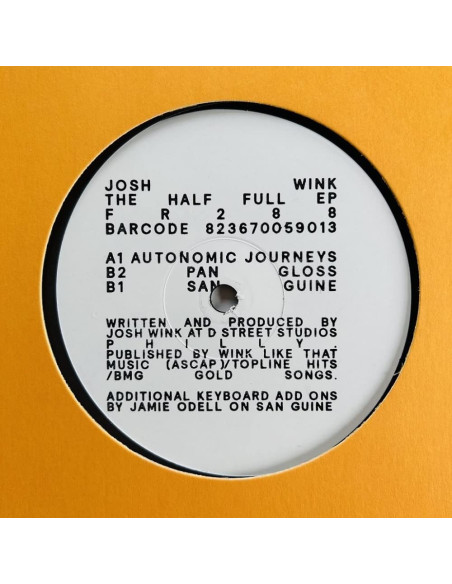 JOSH WINK
THE HALF FULL EP
F R 2 8 8
BARCODE 823670059013
A1 AUTONOMIC JOURNEYS
B2 PAN GLOSS
B1 SAN GUINE
WRITTEN AND PRODUCED BY
JOSH WINK AT D STREET STUDIOS
P H I L L Y .
PUBLISHED BY WINK LIKE THAT
MUSIC (ASCAP)/TOPLINE HITS
/BMG GOLD SONGS.
ADDITIONAL KEYBOARD ADD ONS
BY JAMIE ODELL ON SAN GUINE